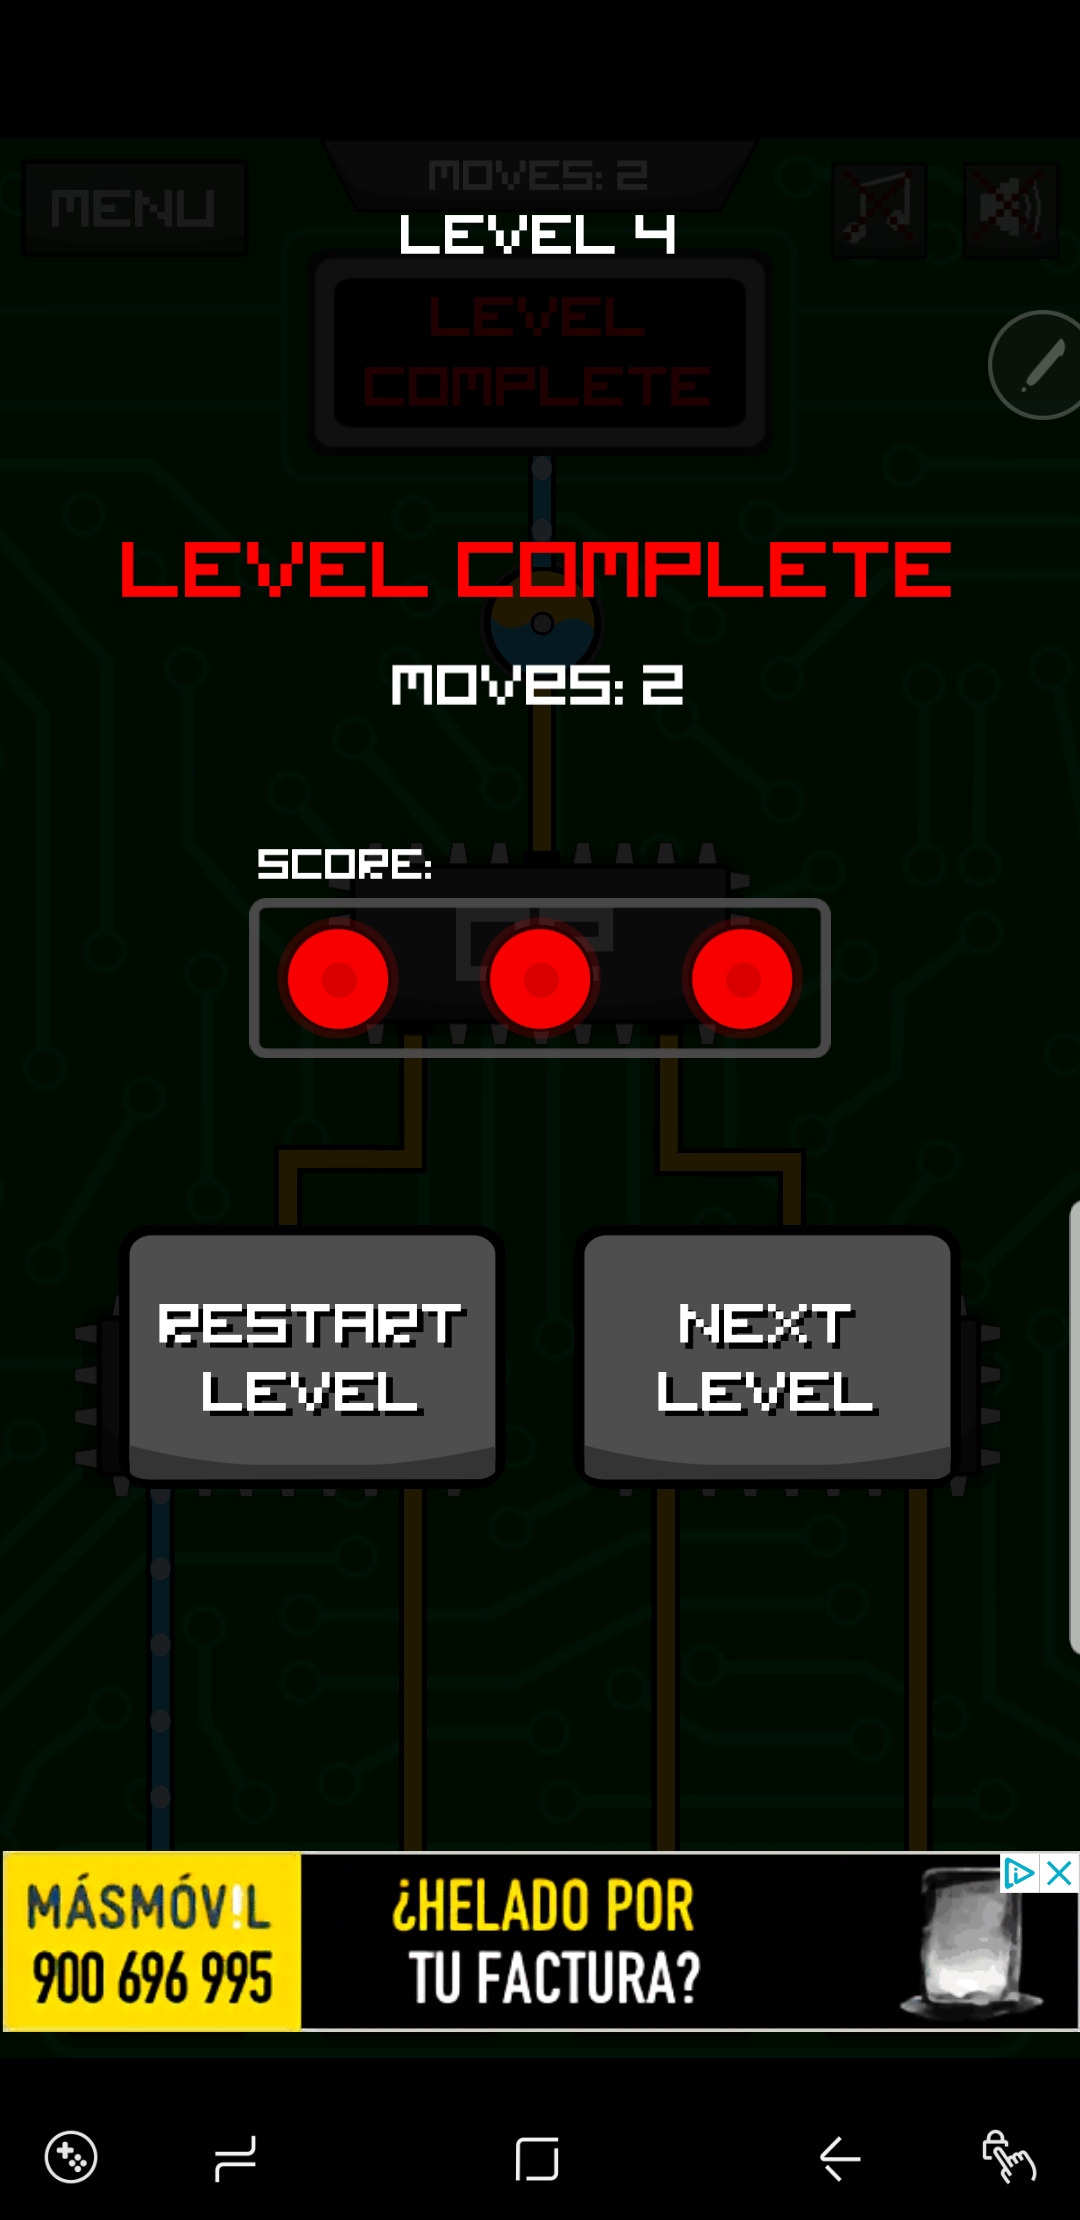 MENU
MOVES: 2
LEVEL 4
LEVEL
COMPLETE
LEVEL COMPLETE
MOVES: 2
SCORE:
RESTART
LEVEL
NEXT
LEVEL
MÁSMÓV!L
900 696 995
¿HELADO POR
TU FACTURA?